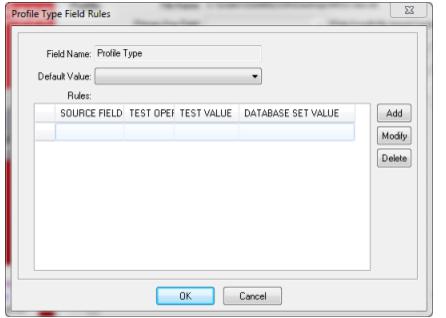 Profile Type Field Rules
Field Name: Profile Type
Default Value:
Rules:
SOURCE FIELD TEST OPEF TEST VALUE DATABASE SET VALUE
Add
Modify
Delete
OK Cancel